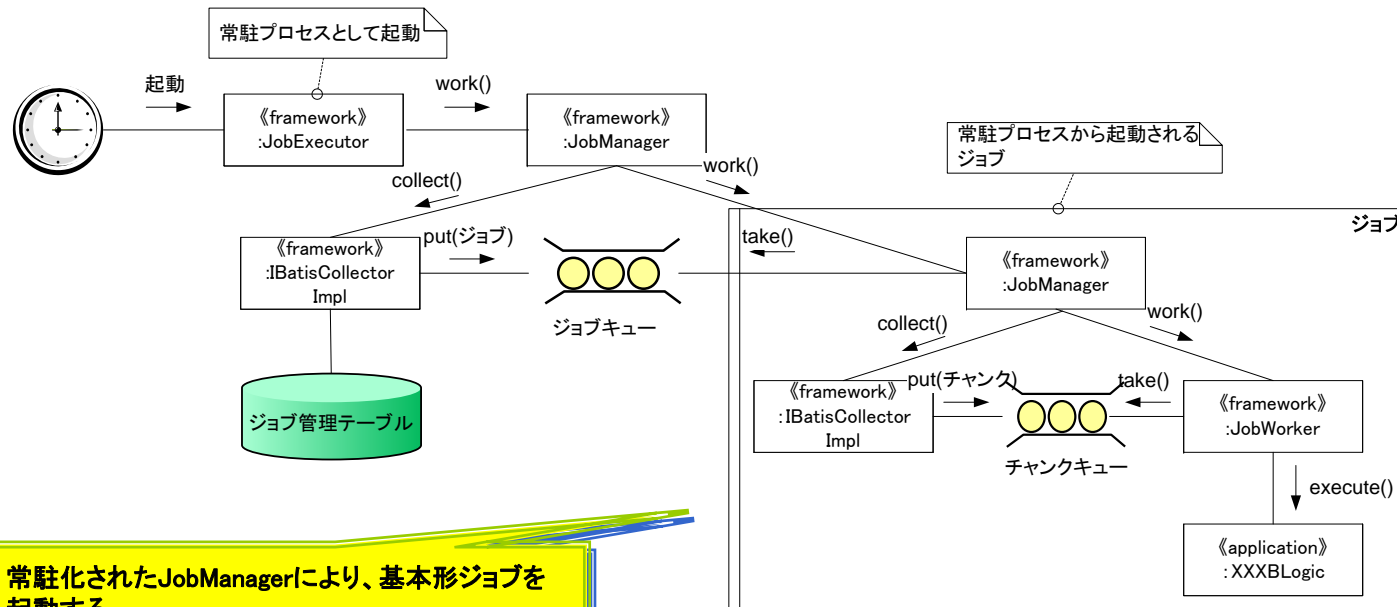 常駐プロセスとして起動
起動
work()
《framework》
:JobExecutor
《framework》
:JobManager
常駐プロセスから起動される
ジョブ
collect()
work()
ジョブ
《framework》
:IBatisCollector
Impl
put(ジョブ)
take()
《framework》
:JobManager
ジョブキュー
collect()
work()
ジョブ管理テーブル
《framework》
:IBatisCollector
Impl
put(チャンク)
take()
《framework》
:JobWorker
チャンクキュー
execute()
《application》
:XXXBLogic
常駐化されたJobManagerにより、基本形ジョブを
起動する